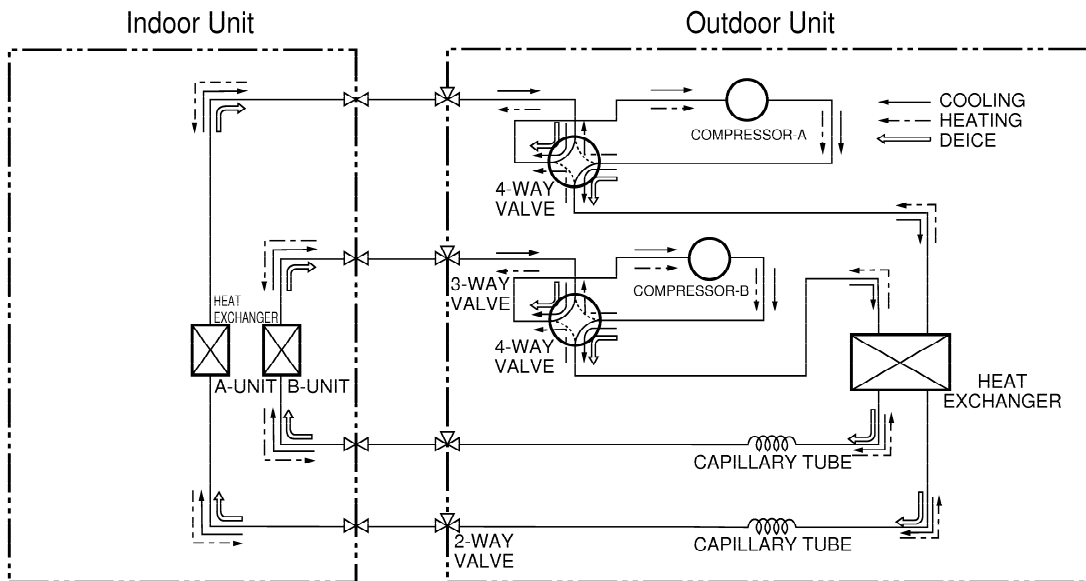 Indoor Unit
Outdoor Unit
COMPRESSOR-A
COOLING
HEATING
DEICE
4-WAY
VALVE
3-WAY
VALVE
COMPRESSOR-B
HEAT
EXCHANGER
4-WAY
VALVE
A-UNIT
B-UNIT
HEAT
EXCHANGER
CAPILLARY TUBE
2-WAY
VALVE
CAPILLARY TUBE